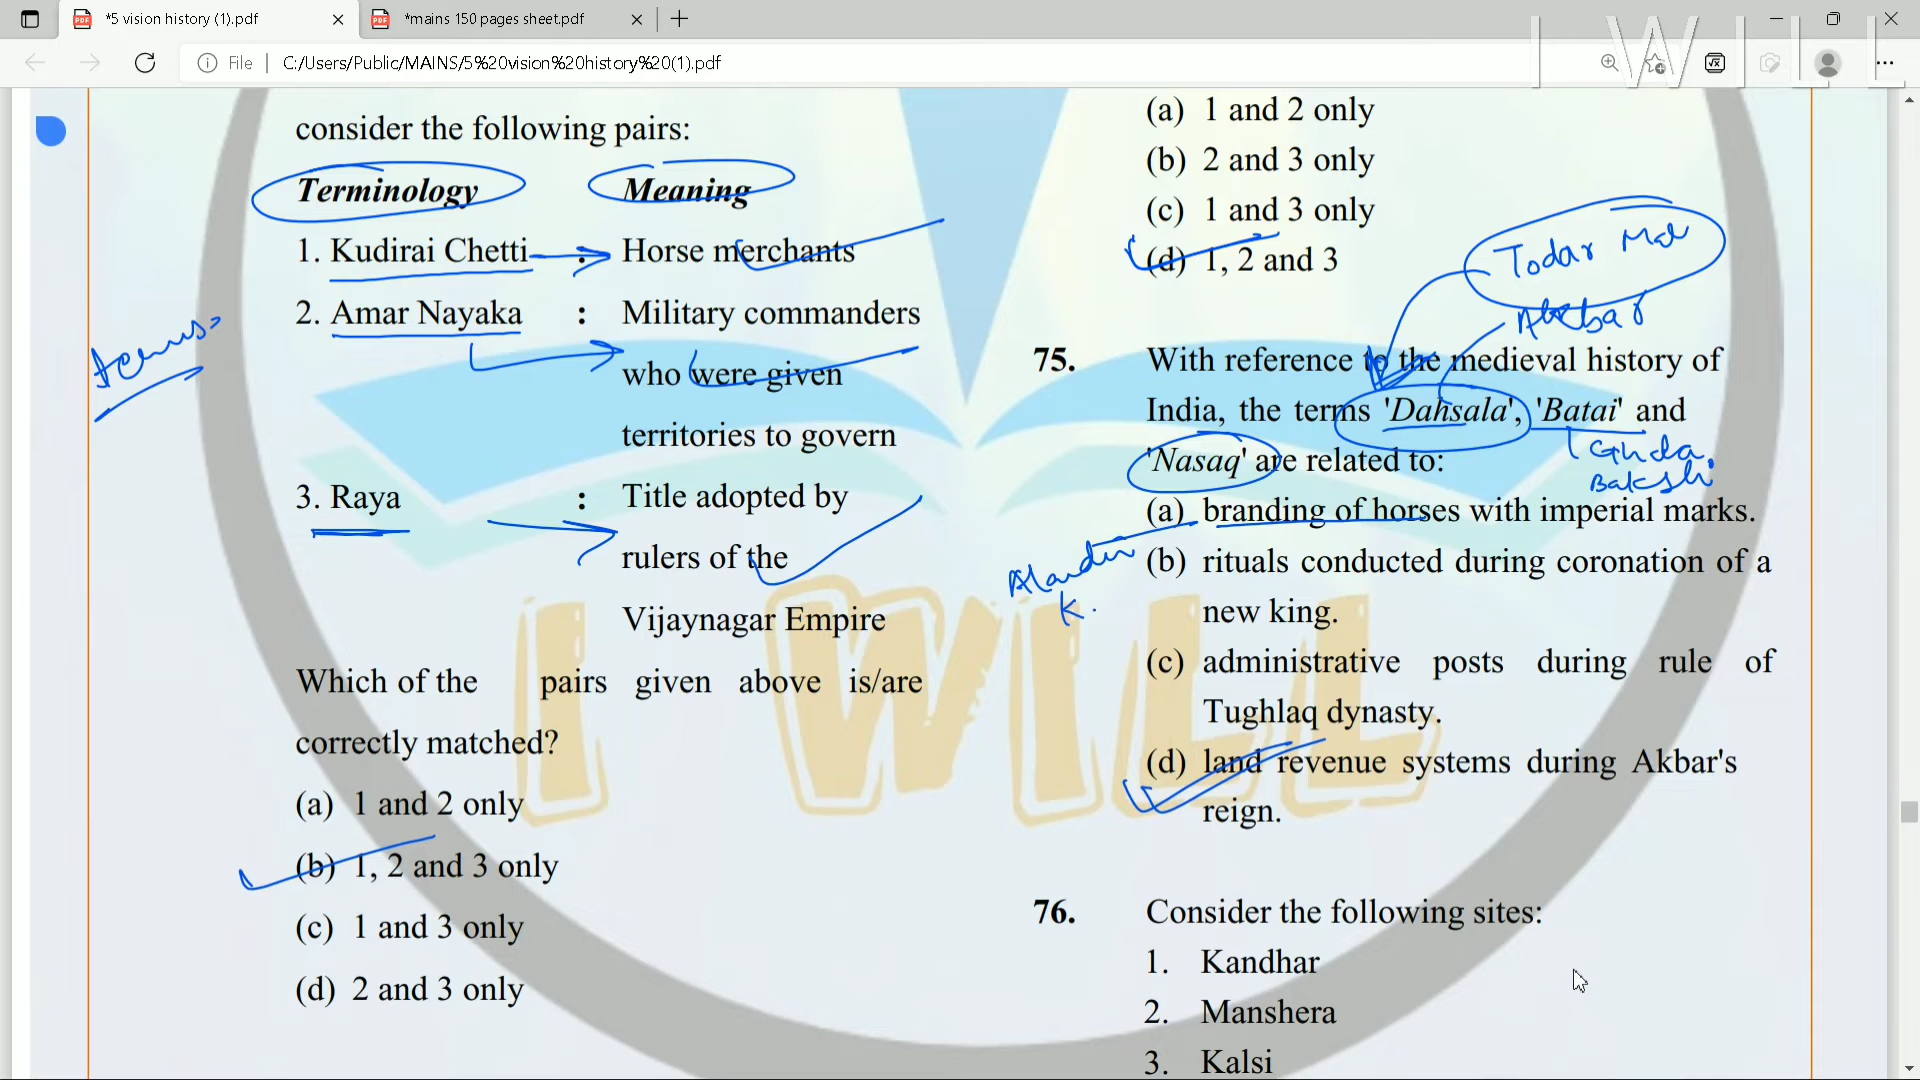 *5 vision history (1).pdf
*mains 150 pages sheet.pdf
File
C:/Users/Public/MAINS/5%20vision%20history%20(1).pdf
I WILL
consider the following pairs:
Terminology Meaning
1. Kudirai Chetti : Horse merchants
2. Amar Nayaka : Military commanders
who were given
territories to govern
3. Raya : Title adopted by
rulers of the
Vijaynagar Empire
Which of the pairs given above is/are
correctly matched?
(a) 1 and 2 only
(b) 1, 2 and 3 only
(c) 1 and 3 only
(d) 2 and 3 only
(a) 1 and 2 only
(b) 2 and 3 only
(c) 1 and 3 only
(d) 1, 2 and 3
Todar Mal
Akbar
75. With reference to the medieval history of
India, the terms 'Dahsala', 'Batai' and
'Nasaq' are related to:
Bakshi
(a) branding of horses with imperial marks.
(b) rituals conducted during coronation of a
new king.
K.
(c) administrative posts during rule of
Tughlaq dynasty.
(d) land revenue systems during Akbar's
reign.
76. Consider the following sites:
1. Kandhar
2. Manshera
3. Kalsi
I WILL